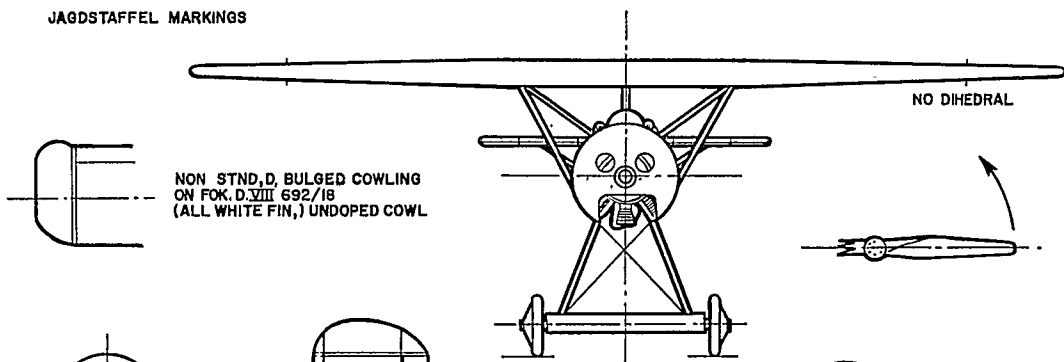 JAGDSTAFFEL MARKINGS
NO DIHEDRAL
NON STND,D, BULGED COWLING
ON FOK. D.VIII 692/18
(ALL WHITE FIN,) UNDOPED COWL